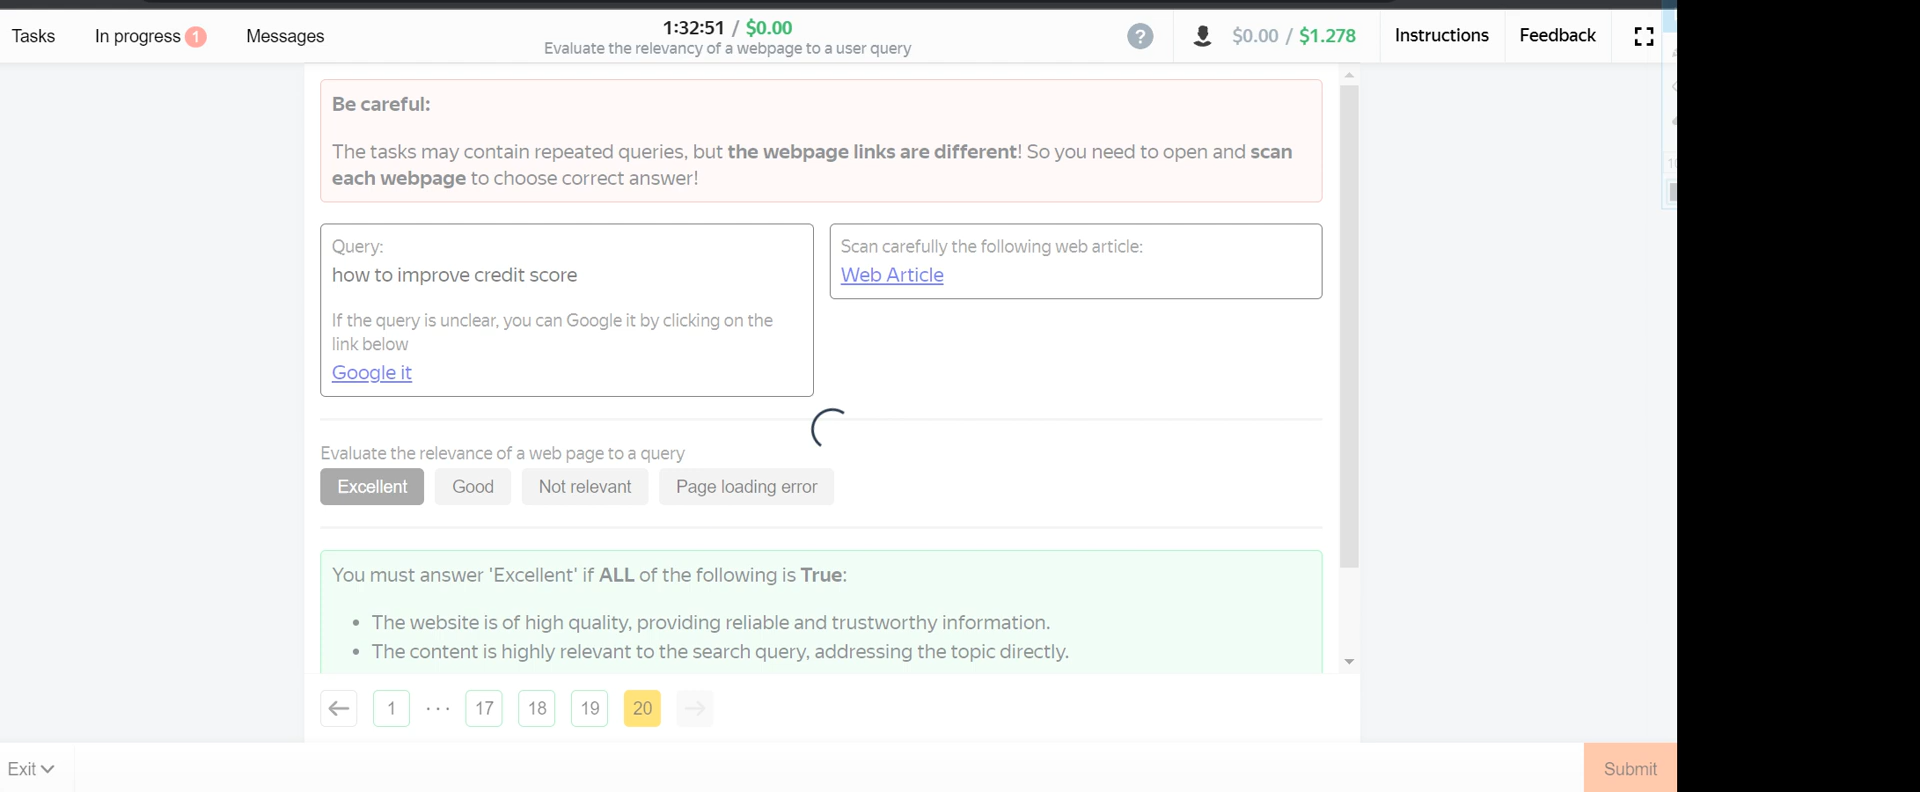 Tasks In progress 1 Messages
1:32:51 / $0.00
Evaluate the relevancy of a webpage to a user query
? $0.00 / $1.278 Instructions Feedback
Be careful:
The tasks may contain repeated queries, but the webpage links are different! So you need to open and scan
each webpage to choose correct answer!
Query:
how to improve credit score
If the query is unclear, you can Google it by clicking on the
link below
Google it
Scan carefully the following web article:
Web Article
Evaluate the relevance of a web page to a query
Excellent Good Not relevant Page loading error
You must answer 'Excellent' if ALL of the following is True:
• The website is of high quality, providing reliable and trustworthy information.
• The content is highly relevant to the search query, addressing the topic directly.
1 ··· 17 18 19 20
Exit
Submit